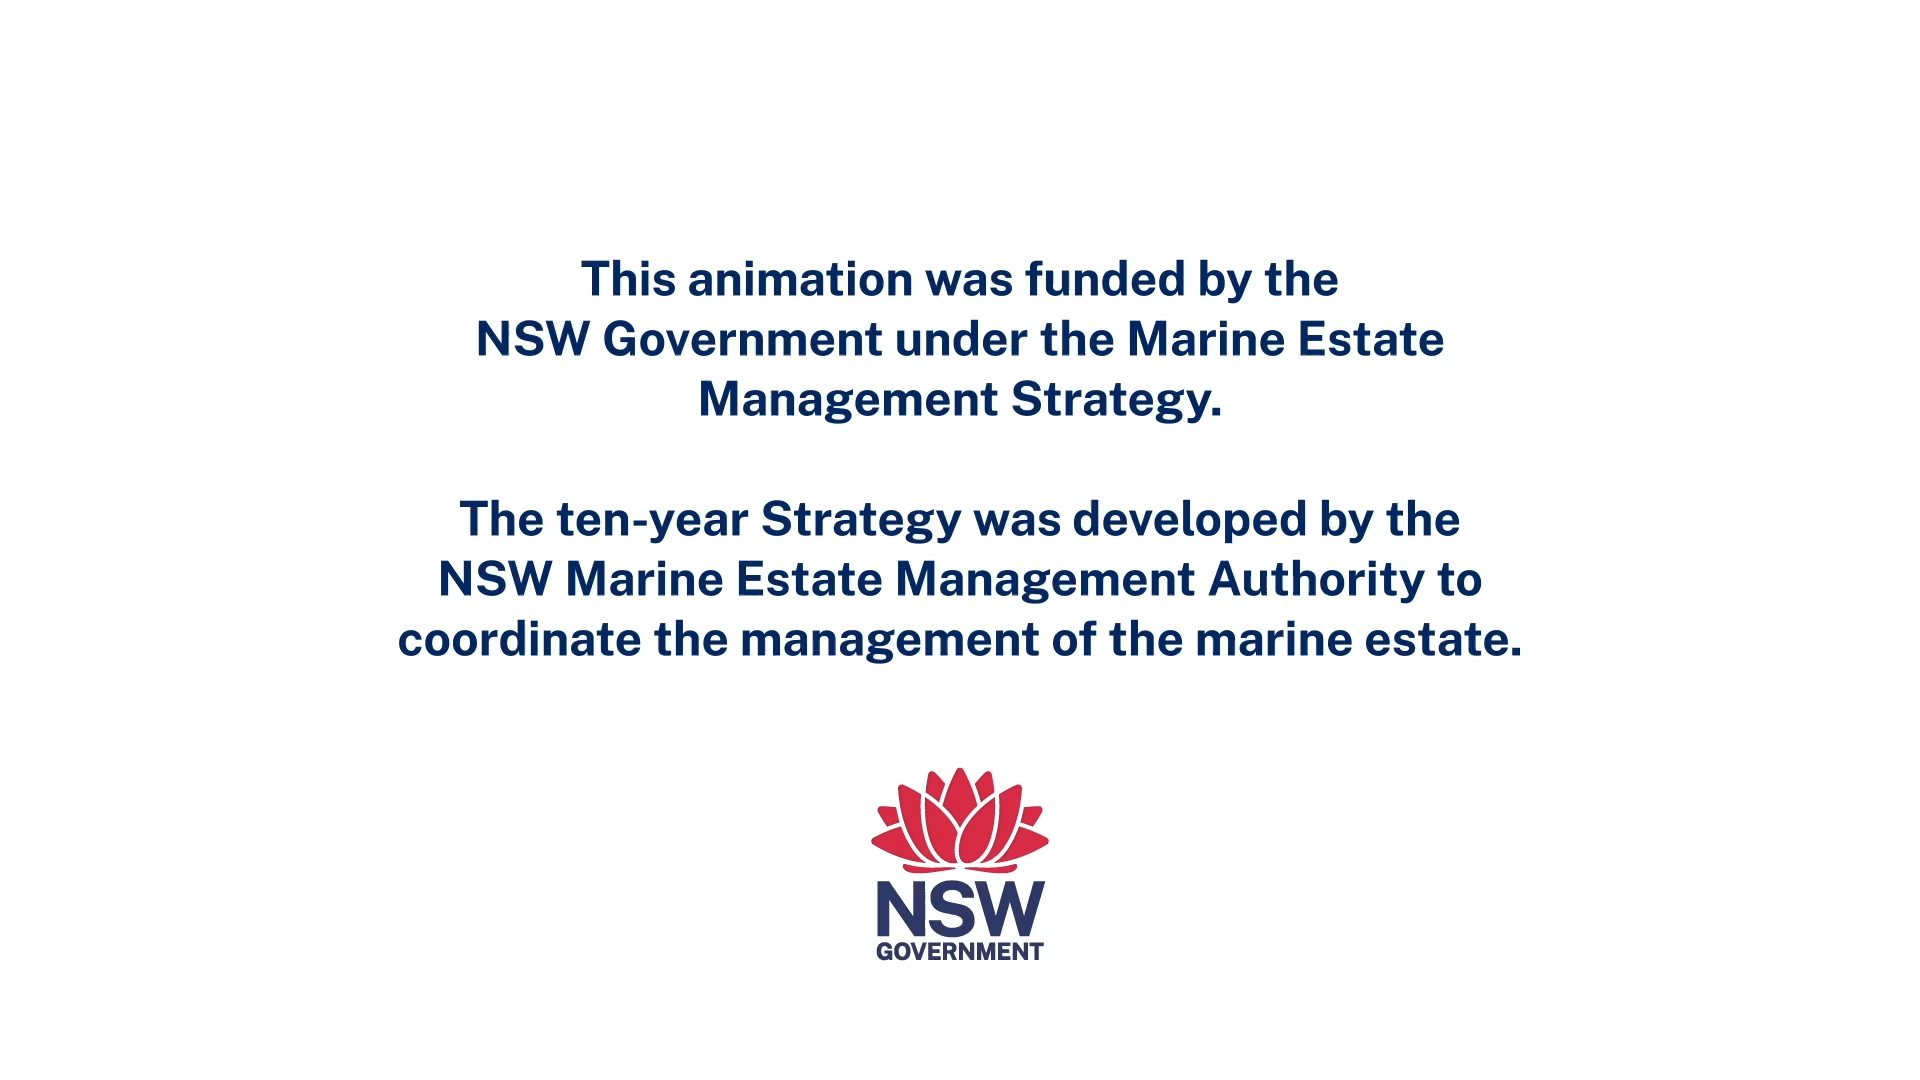 This animation was funded by the
NSW Government under the Marine Estate
Management Strategy.
The ten-year Strategy was developed by the
NSW Marine Estate Management Authority to
coordinate the management of the marine estate.
NSW
GOVERNMENT